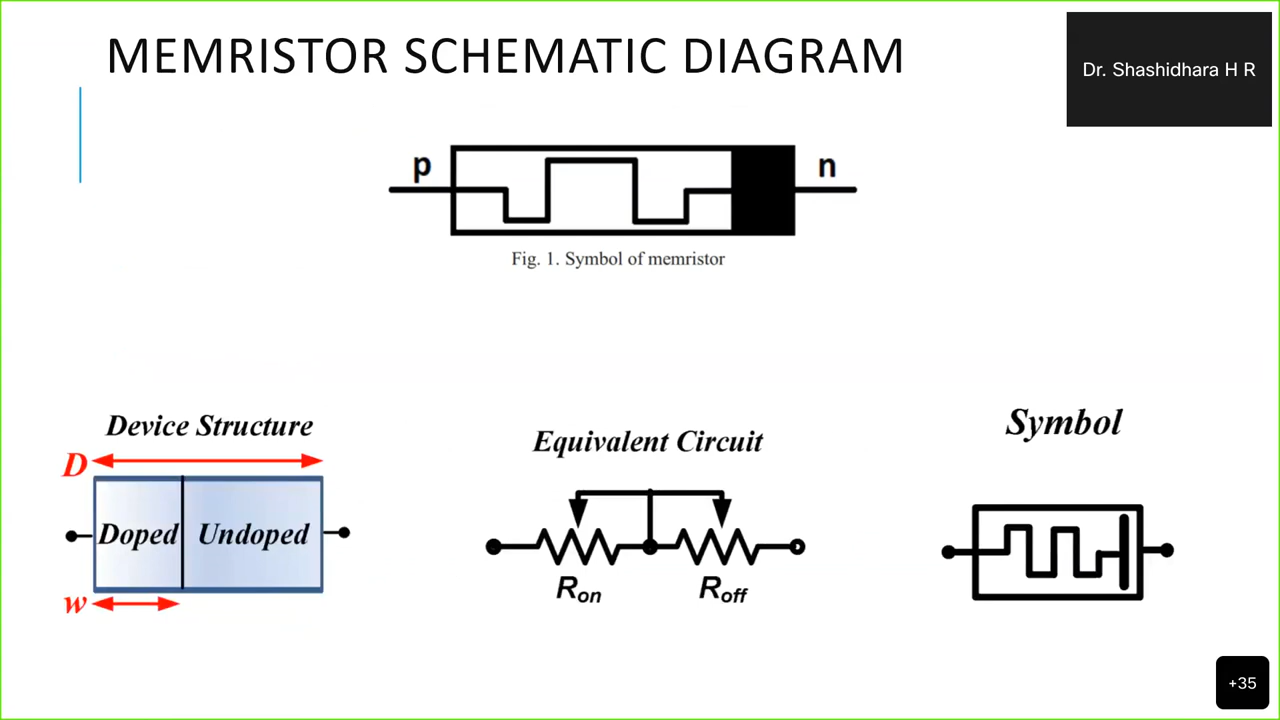 MEMRISTOR SCHEMATIC DIAGRAM
Dr. Shashidhara H R
p
n
Fig. 1. Symbol of memristor
Device Structure
D
Doped
Undoped
w
Equivalent Circuit
Ron
Roff
Symbol
+35